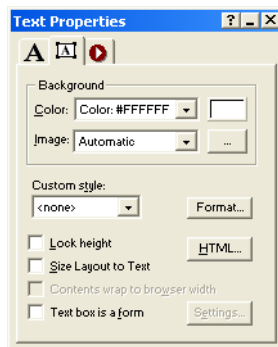 Text Properties
A A
Background
Color: Color: #FFFFFF
Image: Automatic ...
Custom style:
<none> Format...
Lock height HTML...
Size Layout to Text
Contents wrap to browser width
Text box is a form Settings...